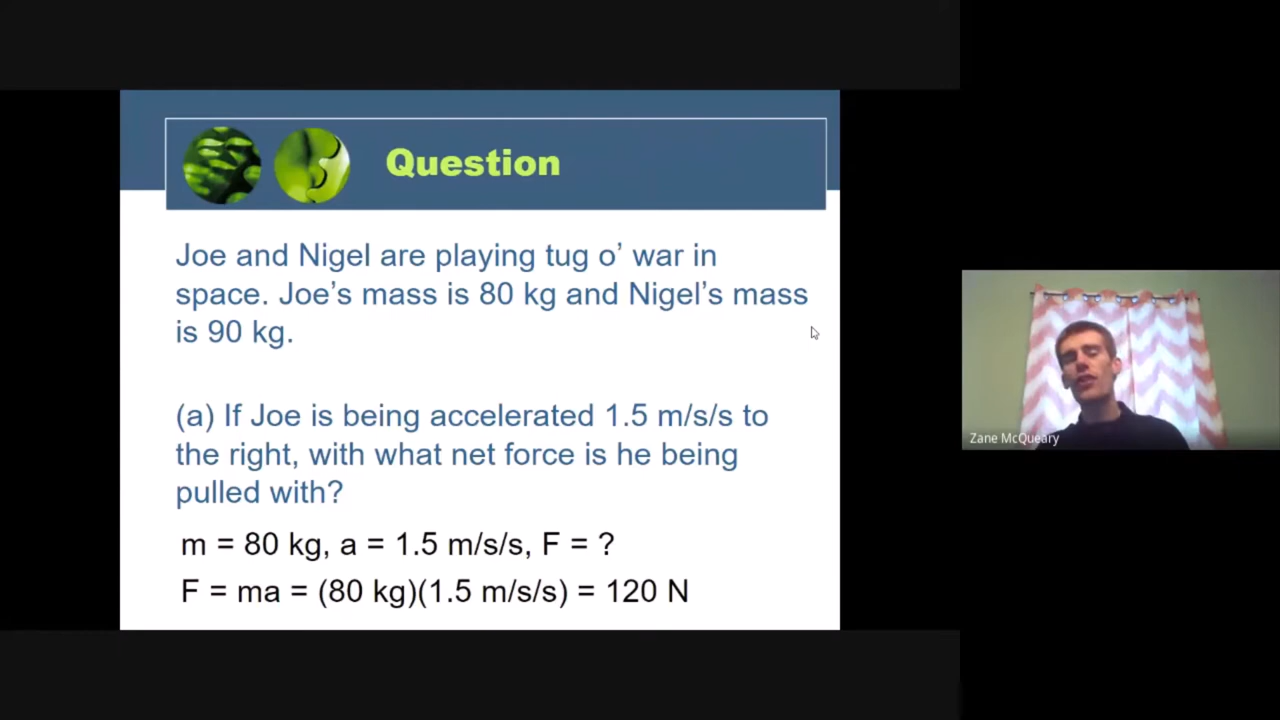 Question
Joe and Nigel are playing tug o’ war in
space. Joe’s mass is 80 kg and Nigel’s mass
is 90 kg.
(a) If Joe is being accelerated 1.5 m/s/s to
the right, with what net force is he being
pulled with?
m = 80 kg, a = 1.5 m/s/s, F = ?
F = ma = (80 kg)(1.5 m/s/s) = 120 N
Zane McQueary